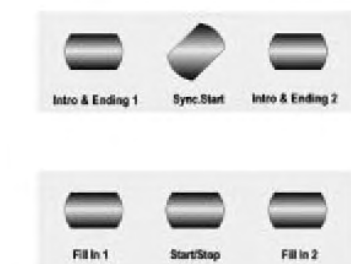 Intro & Ending 1 Sync.Start Intro & Ending 2
Fill In 1 Start/Stop Fill In 2